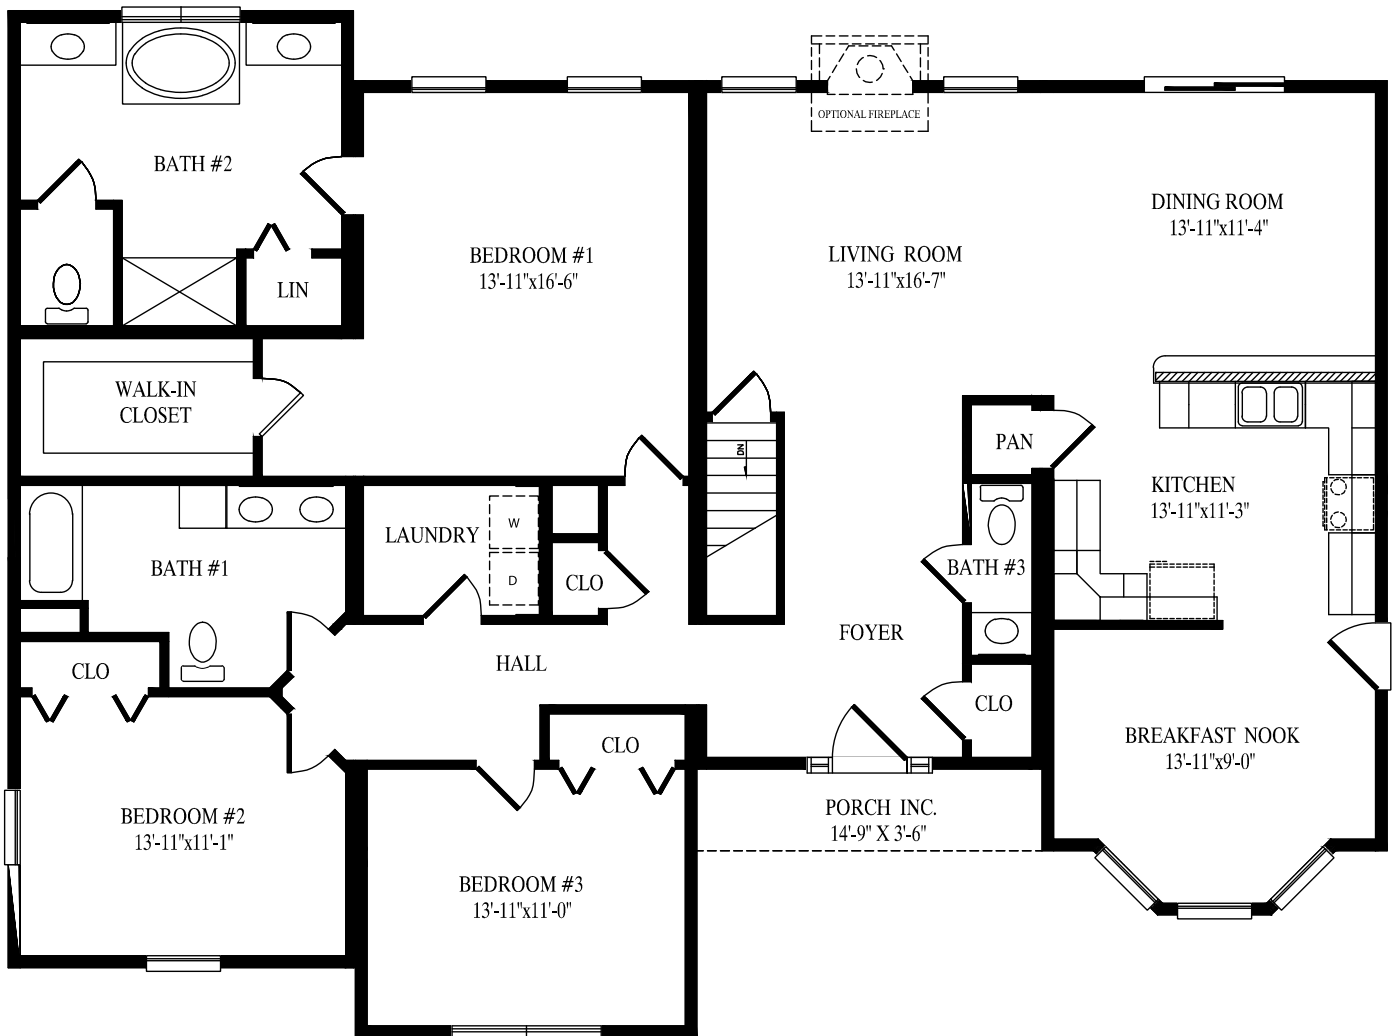 OPTIONAL FIREPLACE
BATH #2
DINING ROOM
13'-11"x11'-4"
LIVING ROOM
13'-11"x16'-7"
BEDROOM #1
13'-11"x16'-6"
LIN
WALK-IN
CLOSET
DN
PAN
KITCHEN
13'-11"x11'-3"
LAUNDRY
W
D
BATH #1
CLO
BATH #3
FOYER
HALL
CLO
CLO
CLO
BREAKFAST NOOK
13'-11"x9'-0"
PORCH INC.
14'-9" X 3'-6"
BEDROOM #2
13'-11"x11'-1"
BEDROOM #3
13'-11"x11'-0"